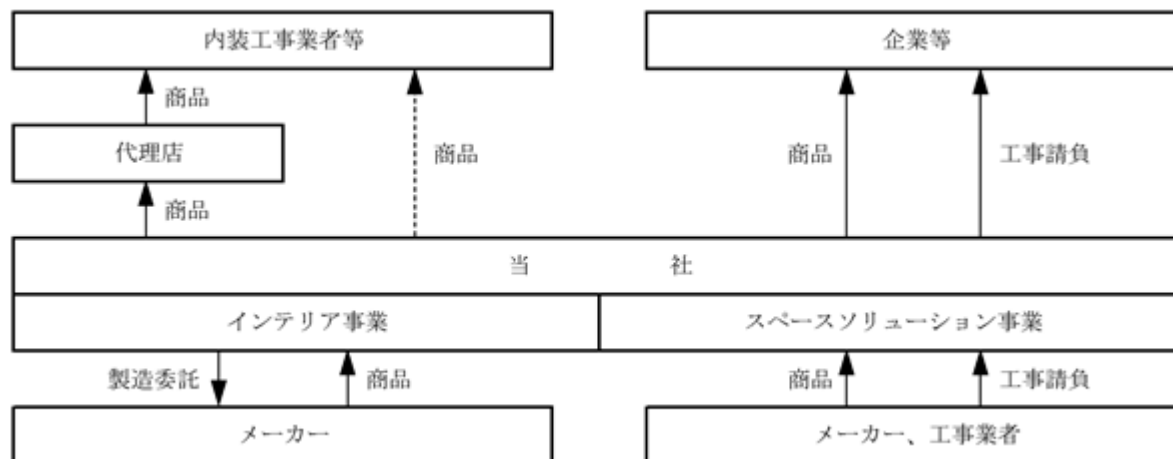 内装工事業者等
企業等
商品
代理店
商品
商品
工事請負
商品
当 社
インテリア事業
スペースソリューション事業
製造委託
商品
商品
工事請負
メーカー
メーカー、工事業者